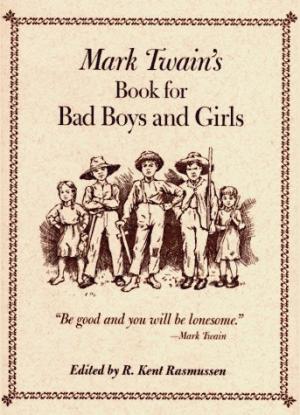 Mark Twain's
Book for
Bad Boys and Girls
"Be good and you will be lonesome."
—Mark Twain
Edited by R. Kent Rasmussen